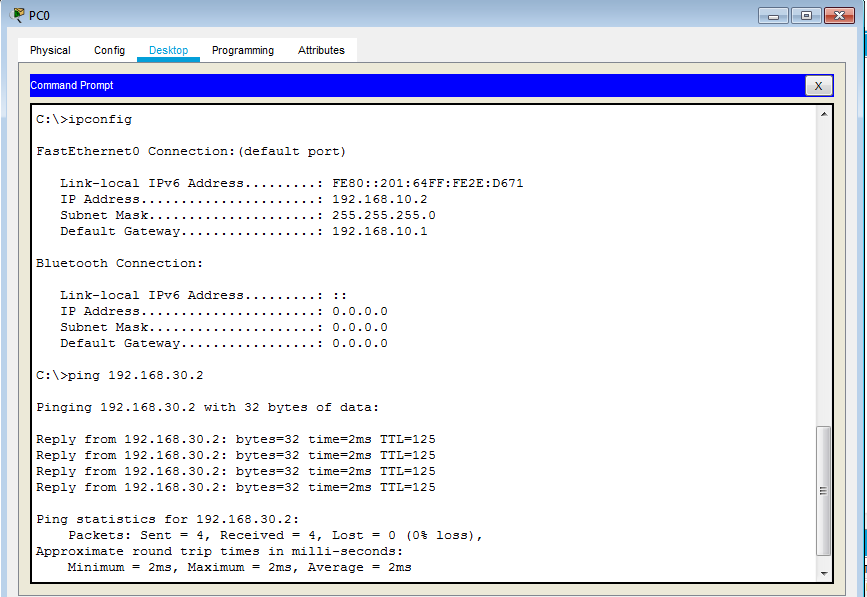 PC0
Physical Config Desktop Programming Attributes
Command Prompt X
C:\>ipconfig
FastEthernet0 Connection:(default port)
Link-local IPv6 Address.........: FE80::201:64FF:FE2E:D671
IP Address......................: 192.168.10.2
Subnet Mask.....................: 255.255.255.0
Default Gateway.................: 192.168.10.1
Bluetooth Connection:
Link-local IPv6 Address.........: ::
IP Address......................: 0.0.0.0
Subnet Mask.....................: 0.0.0.0
Default Gateway.................: 0.0.0.0
C:\>ping 192.168.30.2
Pinging 192.168.30.2 with 32 bytes of data:
Reply from 192.168.30.2: bytes=32 time=2ms TTL=125
Reply from 192.168.30.2: bytes=32 time=2ms TTL=125
Reply from 192.168.30.2: bytes=32 time=2ms TTL=125
Reply from 192.168.30.2: bytes=32 time=2ms TTL=125
Ping statistics for 192.168.30.2:
Packets: Sent = 4, Received = 4, Lost = 0 (0% loss),
Approximate round trip times in milli-seconds:
Minimum = 2ms, Maximum = 2ms, Average = 2ms